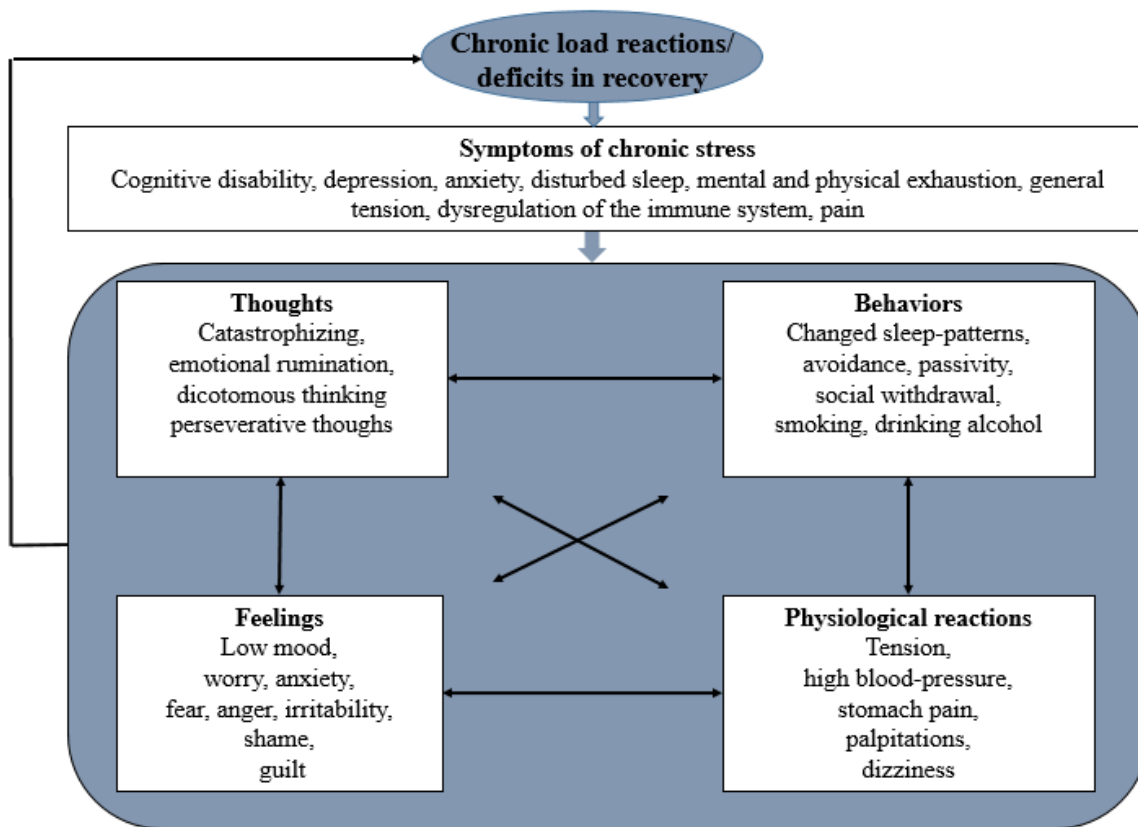 Chronic load reactions/
deficits in recovery
Symptoms of chronic stress
Cognitive disability, depression, anxiety, disturbed sleep, mental and physical exhaustion, general
tension, dysregulation of the immune system, pain
Thoughts
Catastrophizing,
emotional rumination,
dicotomous thinking
perseverative thoughs
Behaviors
Changed sleep-patterns,
avoidance, passivity,
social withdrawal,
smoking, drinking alcohol
Feelings
Low mood,
worry, anxiety,
fear, anger, irritability,
shame,
guilt
Physiological reactions
Tension,
high blood-pressure,
stomach pain,
palpitations,
dizziness